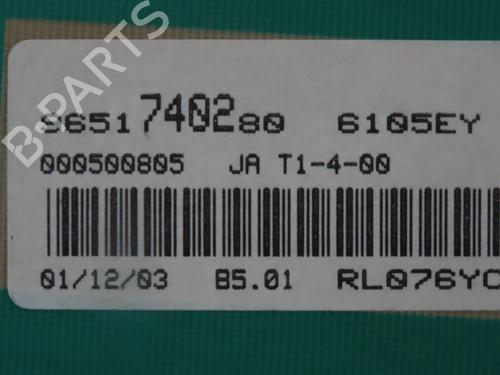 B-PARTS
9651740280 6105EY
000500805 JA T1-4-00
01/12/03 B5.01 RL076YC